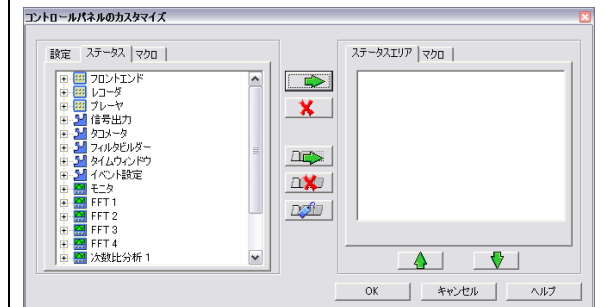 コントロールパネルのカスタマイズ
設定 ステータス マクロ
フロントエンド
レコーダ
プレーヤ
信号出力
タコメータ
フィルタビルダー
タイムウィンドウ
イベント設定
モニタ
FFT 1
FFT 2
FFT 3
FFT 4
次数比分析 1
ステータスエリア マクロ
OK キャンセル ヘルプ